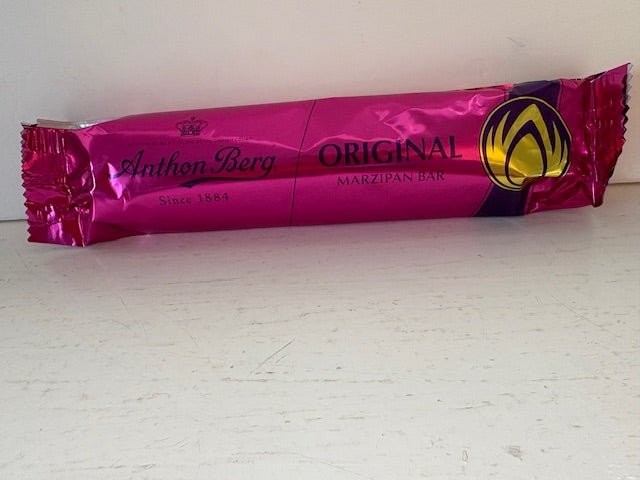 Anthon Berg
Since 1884
ORIGINAL
MARZIPAN BAR